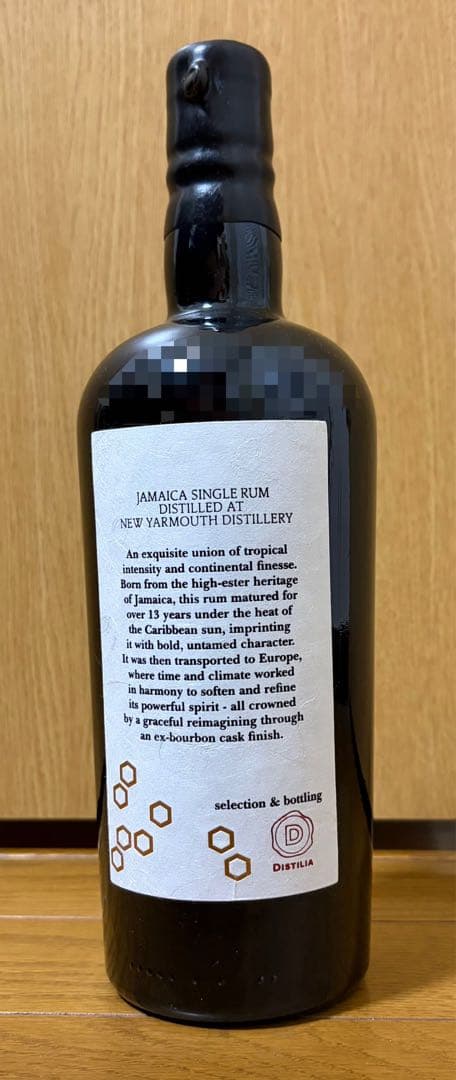 JAMAICA SINGLE RUM
DISTILLED AT
NEW YARMOUTH DISTILLERY
An exquisite union of tropical
intensity and continental finesse.
Born from the high-ester heritage
of Jamaica, this rum matured for
over 13 years under the heat of
the Caribbean sun, imprinting
it with bold, untamed character.
It was then transported to Europe,
where time and climate worked
in harmony to soften and refine
its powerful spirit - all crowned
by a graceful reimagining through
an ex-bourbon cask finish.
selection & bottling
D
DISTILIA